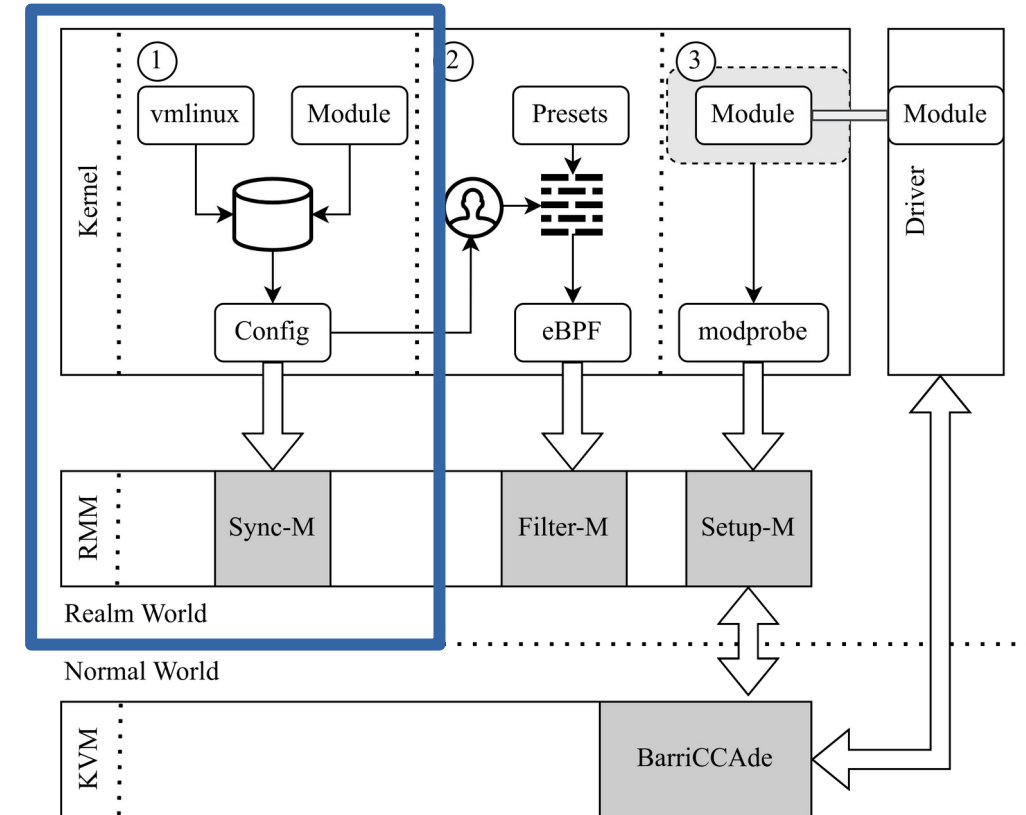 1
2
3
vmlinux
Module
Presets
Module
Module
Kernel
Driver
Config
eBPF
modprobe
RMM
Sync-M
Filter-M
Setup-M
Realm World
Normal World
KVM
BarriCCAde